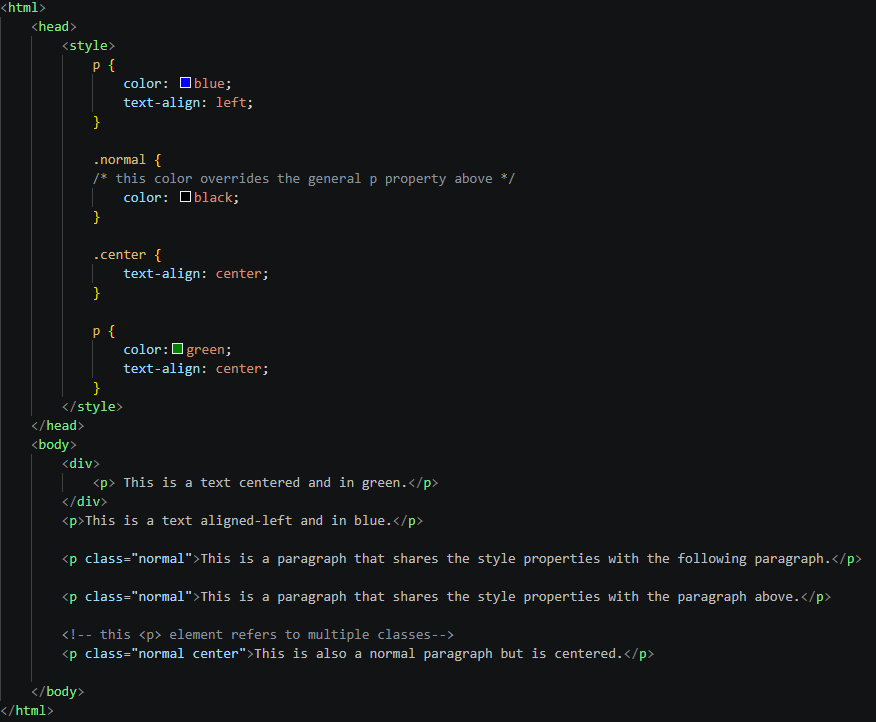 <html>
<head>
<style>
p {
color: blue;
text-align: left;
}
.normal {
/* this color overrides the general p property above */
color: black;
}
.center {
text-align: center;
}
p {
color: green;
text-align: center;
}
</style>
</head>
<body>
<div>
<p> This is a text centered and in green.</p>
</div>
<p>This is a text aligned-left and in blue.</p>
<p class="normal">This is a paragraph that shares the style properties with the following paragraph.</p>
<p class="normal">This is a paragraph that shares the style properties with the paragraph above.</p>
<!-- this <p> element refers to multiple classes-->
<p class="normal center">This is also a normal paragraph but is centered.</p>
</body>
</html>